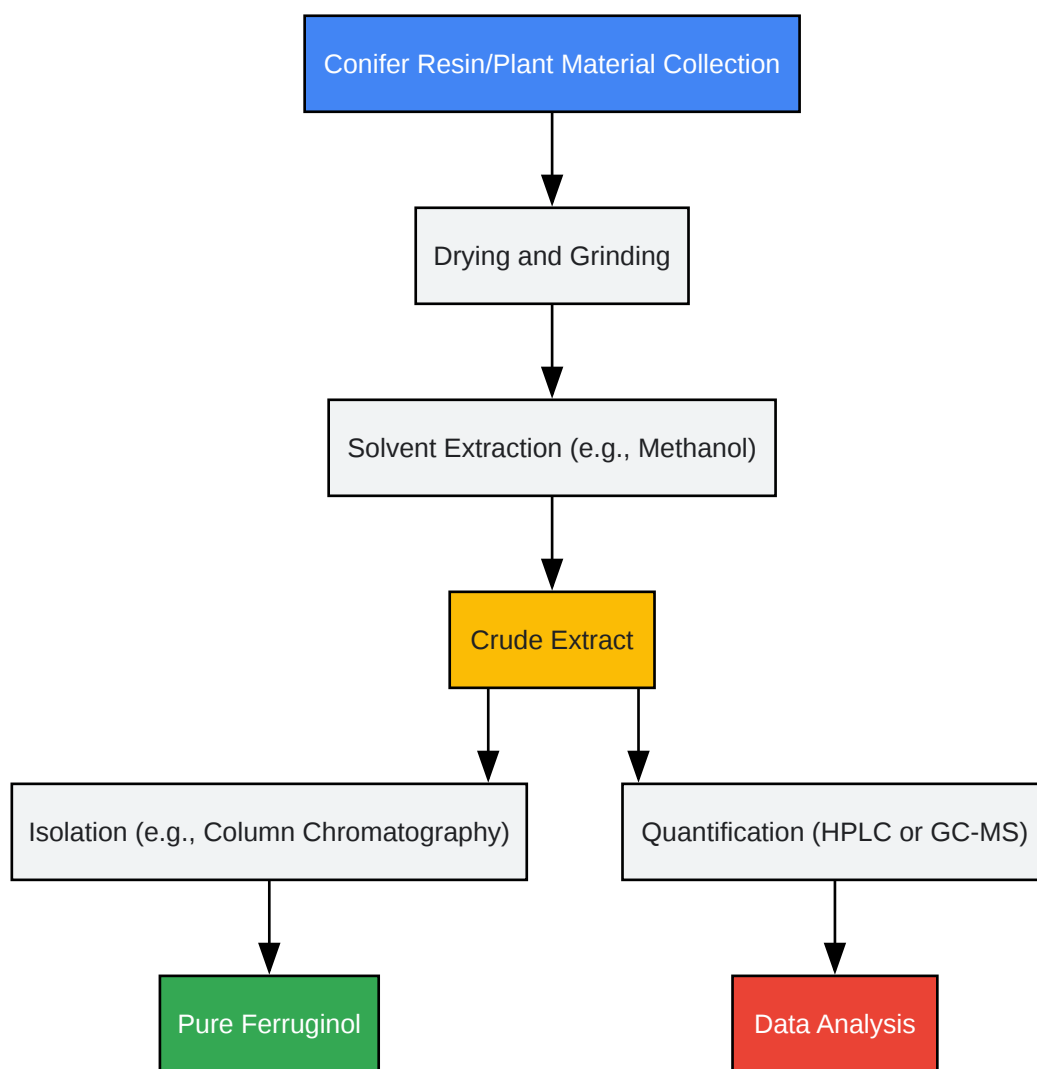 Conifer Resin/Plant Material Collection
Drying and Grinding
Solvent Extraction (e.g., Methanol)
Crude Extract
Isolation (e.g., Column Chromatography)
Quantification (HPLC or GC-MS)
Pure Ferruginol
Data Analysis